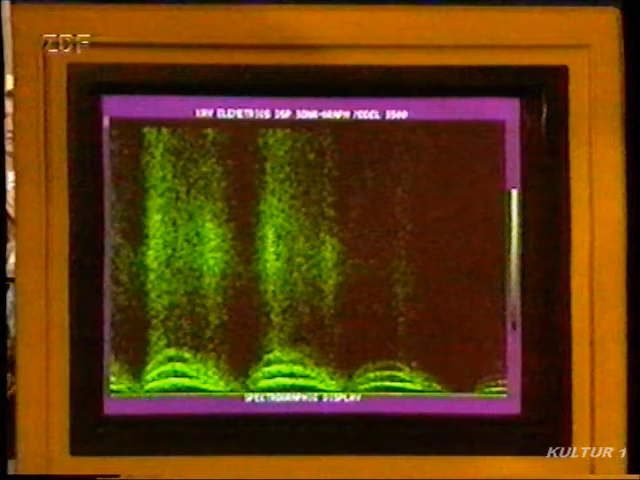 ZDF
KAY ELEMETRICS DSP SONA-GRAPH MODEL 5500
SPECTROGRAPHIC DISPLAY
KULTUR 1